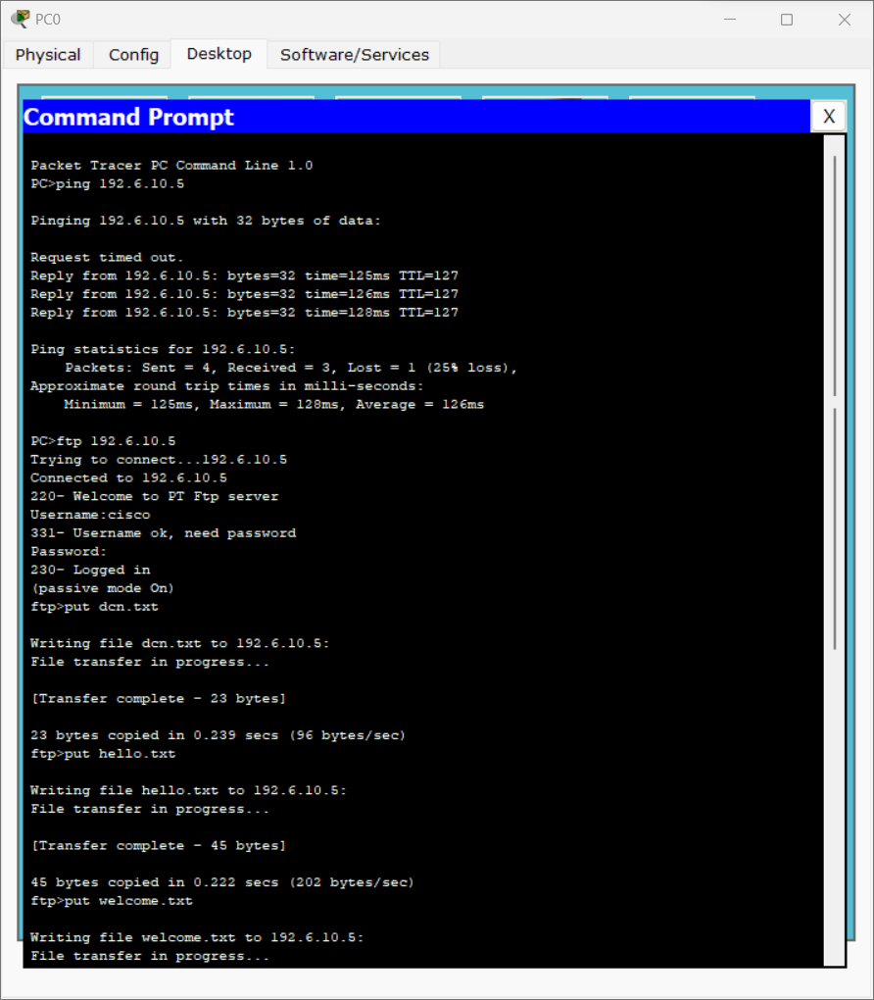 PC0
Physical Config Desktop Software/Services
Command Prompt X
Packet Tracer PC Command Line 1.0
PC>ping 192.6.10.5
Pinging 192.6.10.5 with 32 bytes of data:
Request timed out.
Reply from 192.6.10.5: bytes=32 time=125ms TTL=127
Reply from 192.6.10.5: bytes=32 time=126ms TTL=127
Reply from 192.6.10.5: bytes=32 time=128ms TTL=127
Ping statistics for 192.6.10.5:
    Packets: Sent = 4, Received = 3, Lost = 1 (25% loss),
Approximate round trip times in milli-seconds:
    Minimum = 125ms, Maximum = 128ms, Average = 126ms
PC>ftp 192.6.10.5
Trying to connect...192.6.10.5
Connected to 192.6.10.5
220- Welcome to PT Ftp server
Username:cisco
331- Username ok, need password
Password:
230- Logged in
(passive mode On)
ftp>put dcn.txt
Writing file dcn.txt to 192.6.10.5:
File transfer in progress...
[Transfer complete - 23 bytes]
23 bytes copied in 0.239 secs (96 bytes/sec)
ftp>put hello.txt
Writing file hello.txt to 192.6.10.5:
File transfer in progress...
[Transfer complete - 45 bytes]
45 bytes copied in 0.222 secs (202 bytes/sec)
ftp>put welcome.txt
Writing file welcome.txt to 192.6.10.5:
File transfer in progress...